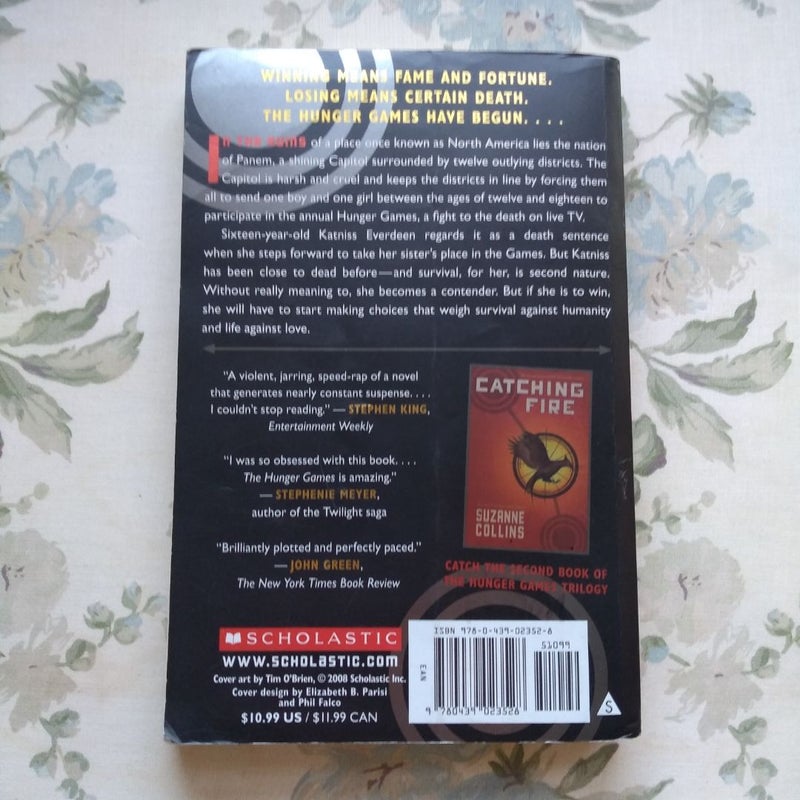 WINNING MEANS FAME AND FORTUNE.
LOSING MEANS CERTAIN DEATH.
THE HUNGER GAMES HAVE BEGUN. . . .
IN THE RUINS of a place once known as North America lies the nation
of Panem, a shining Capitol surrounded by twelve outlying districts. The
Capitol is harsh and cruel and keeps the districts in line by forcing them
all to send one boy and one girl between the ages of twelve and eighteen to
participate in the annual Hunger Games, a fight to the death on live TV.
Sixteen-year-old Katniss Everdeen regards it as a death sentence
when she steps forward to take her sister's place in the Games. But Katniss
has been close to dead before—and survival, for her, is second nature.
Without really meaning to, she becomes a contender. But if she is to win,
she will have to start making choices that weigh survival against humanity
and life against love.
"A violent, jarring, speed-rap of a novel
that generates nearly constant suspense. . . .
I couldn't stop reading." — STEPHEN KING,
Entertainment Weekly
"I was so obsessed with this book. . . .
The Hunger Games is amazing."
— STEPHENIE MEYER,
author of the Twilight saga
"Brilliantly plotted and perfectly paced."
— JOHN GREEN,
The New York Times Book Review
CATCHING
FIRE
SUZANNE
COLLINS
CATCH THE SECOND BOOK OF
THE HUNGER GAMES TRILOGY
SCHOLASTIC
WWW.SCHOLASTIC.COM
Cover art by Tim O'Brien, © 2008 Scholastic Inc.
Cover design by Elizabeth B. Parisi
and Phil Falco
$10.99 US / $11.99 CAN
ISBN 978-0-439-02352-8
51099
EAN
9 780439 023528
S